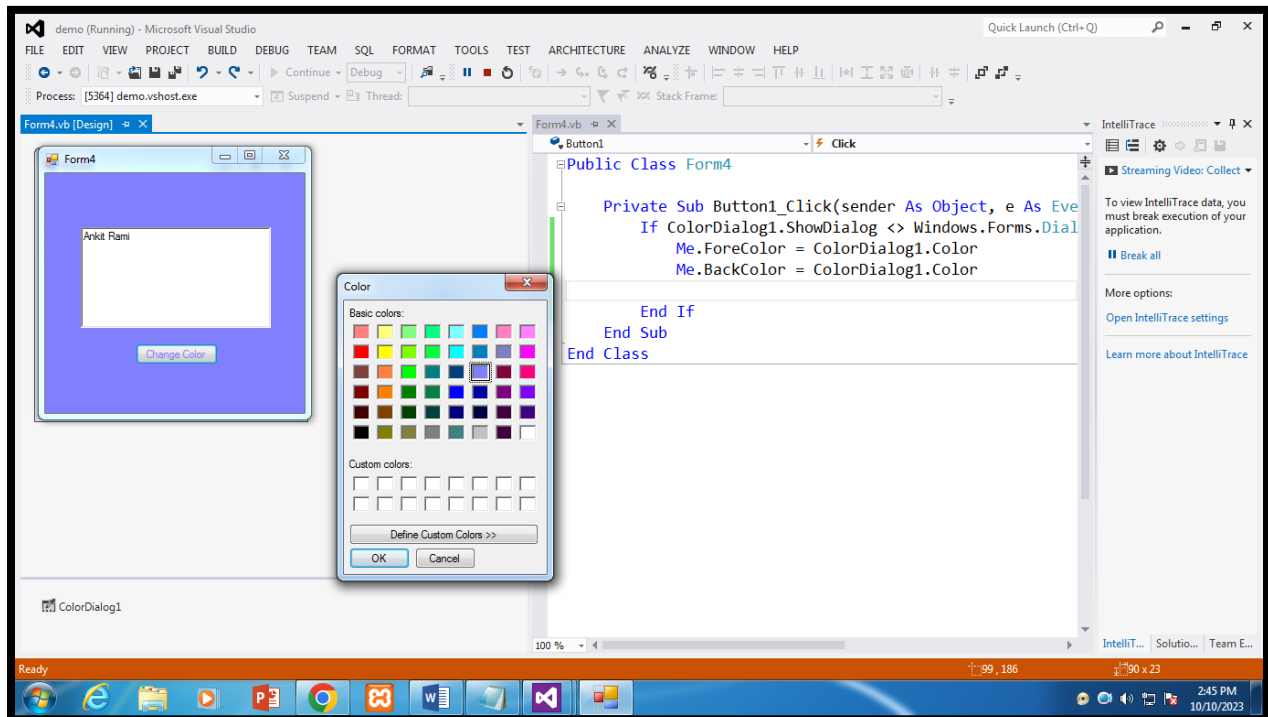 demo (Running) - Microsoft Visual Studio
Quick Launch (Ctrl+Q)
FILE EDIT VIEW PROJECT BUILD DEBUG TEAM SQL FORMAT TOOLS TEST ARCHITECTURE ANALYZE WINDOW HELP
Continue Debug
Process: [5364] demo.vshost.exe Suspend Thread: Stack Frame:
Form4.vb [Design]
Form4
Ankit Rami
Change Color
ColorDialog1
Color
Basic colors:
Custom colors:
Define Custom Colors >>
OK Cancel
Form4.vb
Button1 Click
Public Class Form4
Private Sub Button1_Click(sender As Object, e As Eve
If ColorDialog1.ShowDialog <> Windows.Forms.Dial
Me.ForeColor = ColorDialog1.Color
Me.BackColor = ColorDialog1.Color
End If
End Sub
End Class
100 %
IntelliTrace
Streaming Video: Collect
To view IntelliTrace data, you
must break execution of your
application.
Break all
More options:
Open IntelliTrace settings
Learn more about IntelliTrace
IntelliT... Solutio... Team E...
Ready 99 , 186 90 x 23
2:45 PM
10/10/2023